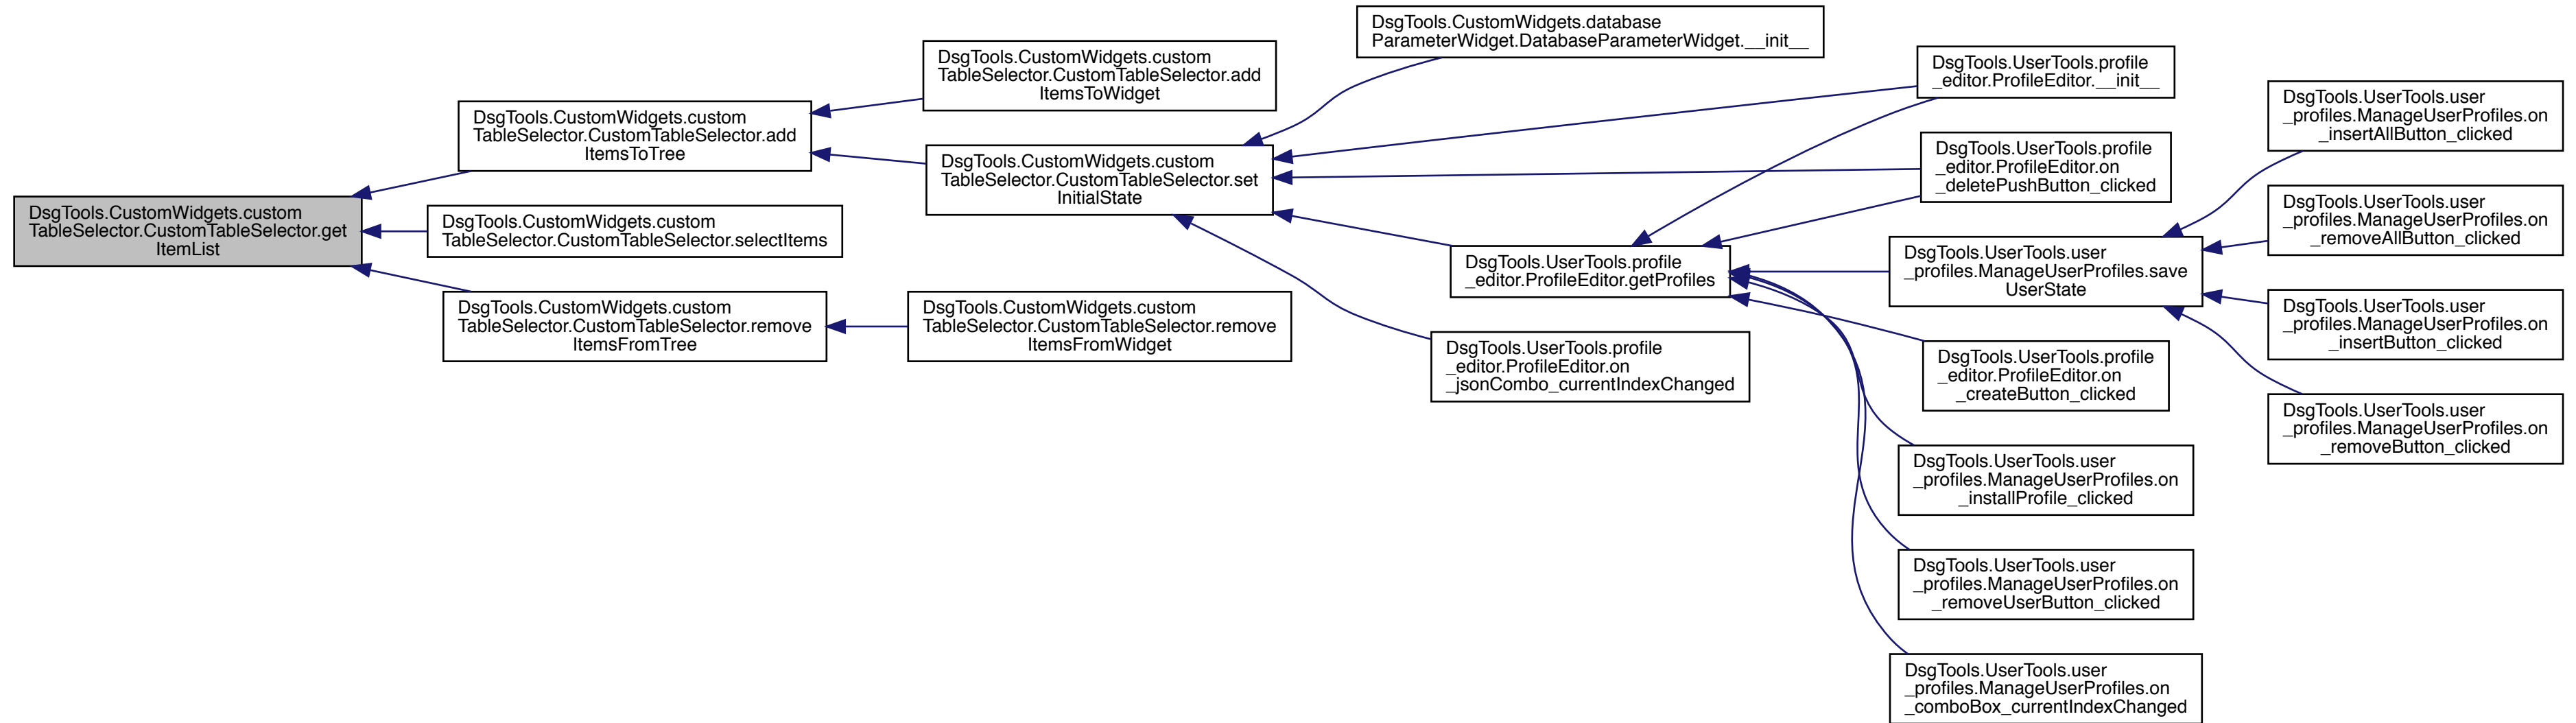 DsgTools.CustomWidgets.custom
TableSelector.CustomTableSelector.get
ItemList
DsgTools.CustomWidgets.custom
TableSelector.CustomTableSelector.add
ItemsToTree
DsgTools.CustomWidgets.custom
TableSelector.CustomTableSelector.selectItems
DsgTools.CustomWidgets.custom
TableSelector.CustomTableSelector.remove
ItemsFromTree
DsgTools.CustomWidgets.custom
TableSelector.CustomTableSelector.add
ItemsToWidget
DsgTools.CustomWidgets.custom
TableSelector.CustomTableSelector.set
InitialState
DsgTools.CustomWidgets.custom
TableSelector.CustomTableSelector.remove
ItemsFromWidget
DsgTools.CustomWidgets.database
ParameterWidget.DatabaseParameterWidget.__init__
DsgTools.UserTools.profile
_editor.ProfileEditor.getProfiles
DsgTools.UserTools.profile
_editor.ProfileEditor.on
_jsonCombo_currentIndexChanged
DsgTools.UserTools.profile
_editor.ProfileEditor.__init__
DsgTools.UserTools.profile
_editor.ProfileEditor.on
_deletePushButton_clicked
DsgTools.UserTools.user
_profiles.ManageUserProfiles.save
UserState
DsgTools.UserTools.profile
_editor.ProfileEditor.on
_createButton_clicked
DsgTools.UserTools.user
_profiles.ManageUserProfiles.on
_installProfile_clicked
DsgTools.UserTools.user
_profiles.ManageUserProfiles.on
_removeUserButton_clicked
DsgTools.UserTools.user
_profiles.ManageUserProfiles.on
_comboBox_currentIndexChanged
DsgTools.UserTools.user
_profiles.ManageUserProfiles.on
_insertAllButton_clicked
DsgTools.UserTools.user
_profiles.ManageUserProfiles.on
_removeAllButton_clicked
DsgTools.UserTools.user
_profiles.ManageUserProfiles.on
_insertButton_clicked
DsgTools.UserTools.user
_profiles.ManageUserProfiles.on
_removeButton_clicked